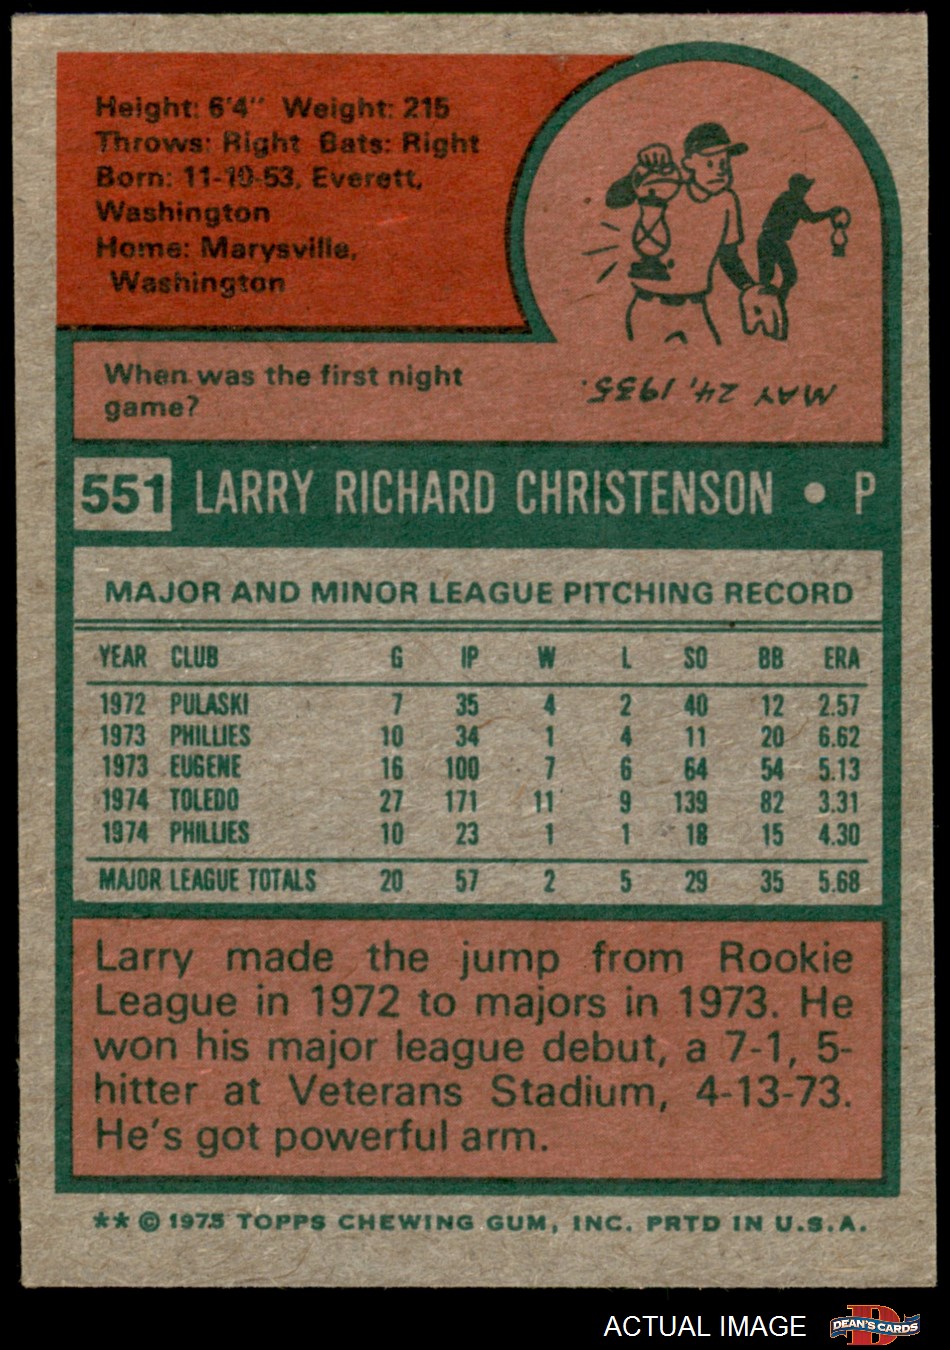 Height: 6'4" Weight: 215
Throws: Right Bats: Right
Born: 11-10-53, Everett,
Washington
Home: Marysville,
Washington
When was the first night
game?
MAY 24, 1935.
551 LARRY RICHARD CHRISTENSON • P
MAJOR AND MINOR LEAGUE PITCHING RECORD
YEAR CLUB G IP W L SO BB ERA
1972 PULASKI 7 35 4 2 40 12 2.57
1973 PHILLIES 10 34 1 4 11 20 6.62
1973 EUGENE 16 100 7 6 64 54 5.13
1974 TOLEDO 27 171 11 9 139 82 3.31
1974 PHILLIES 10 23 1 1 18 15 4.30
MAJOR LEAGUE TOTALS 20 57 2 5 29 35 5.68
Larry made the jump from Rookie
League in 1972 to majors in 1973. He
won his major league debut, a 7-1, 5-
hitter at Veterans Stadium, 4-13-73.
He's got powerful arm.
** © 1975 TOPPS CHEWING GUM, INC. PRTD IN U.S.A.
ACTUAL IMAGE
D
DEAN'S CARDS